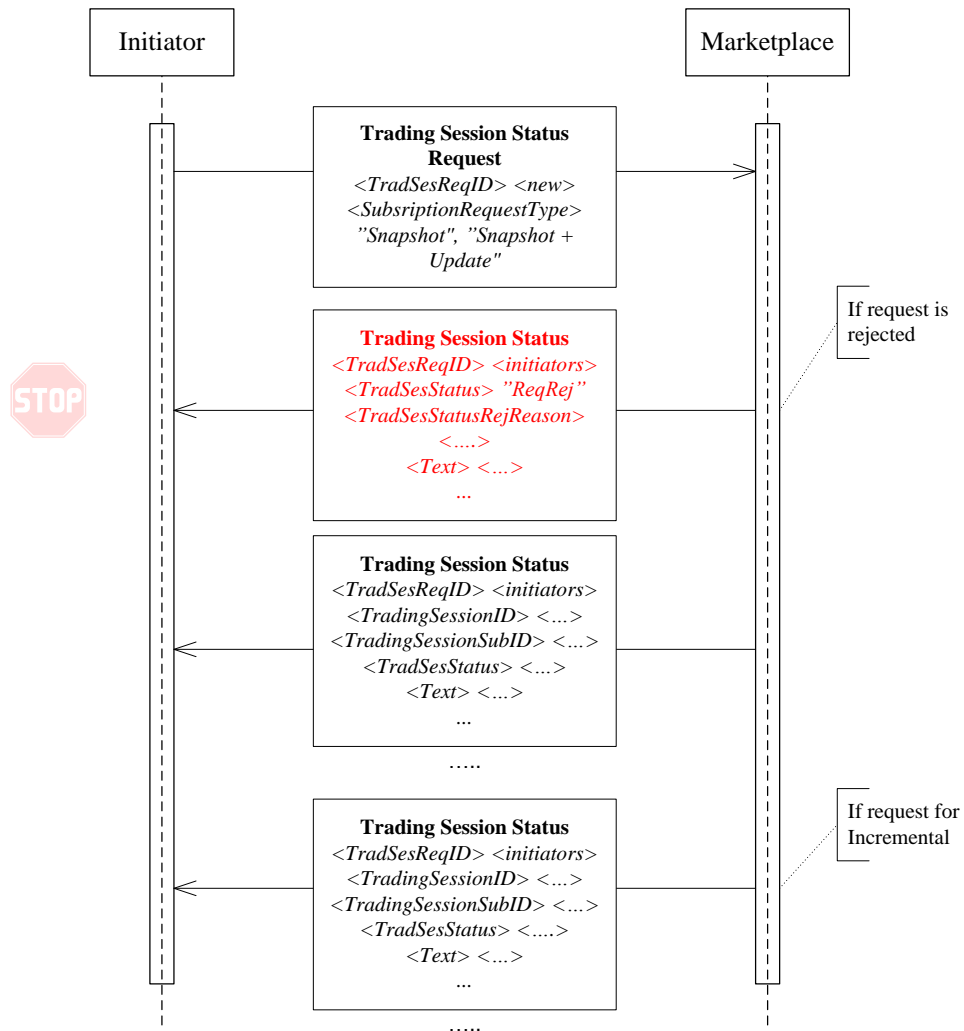 Initiator
Marketplace
Trading Session Status
Request
<TradSesReqID> <new>
<SubsriptionRequestType>
”Snapshot", ”Snapshot +
Update"
If request is
rejected
Trading Session Status
<TradSesReqID> <initiators>
<TradSesStatus> ”ReqRej”
<TradSesStatusRejReason>
<….>
<Text> <…>
...
STOP
Trading Session Status
<TradSesReqID> <initiators>
<TradingSessionID> <…>
<TradingSessionSubID> <…>
<TradSesStatus> <…>
<Text> <…>
...
…..
If request for
Incremental
Trading Session Status
<TradSesReqID> <initiators>
<TradingSessionID> <…>
<TradingSessionSubID> <…>
<TradSesStatus> <….>
<Text> <…>
...
…..